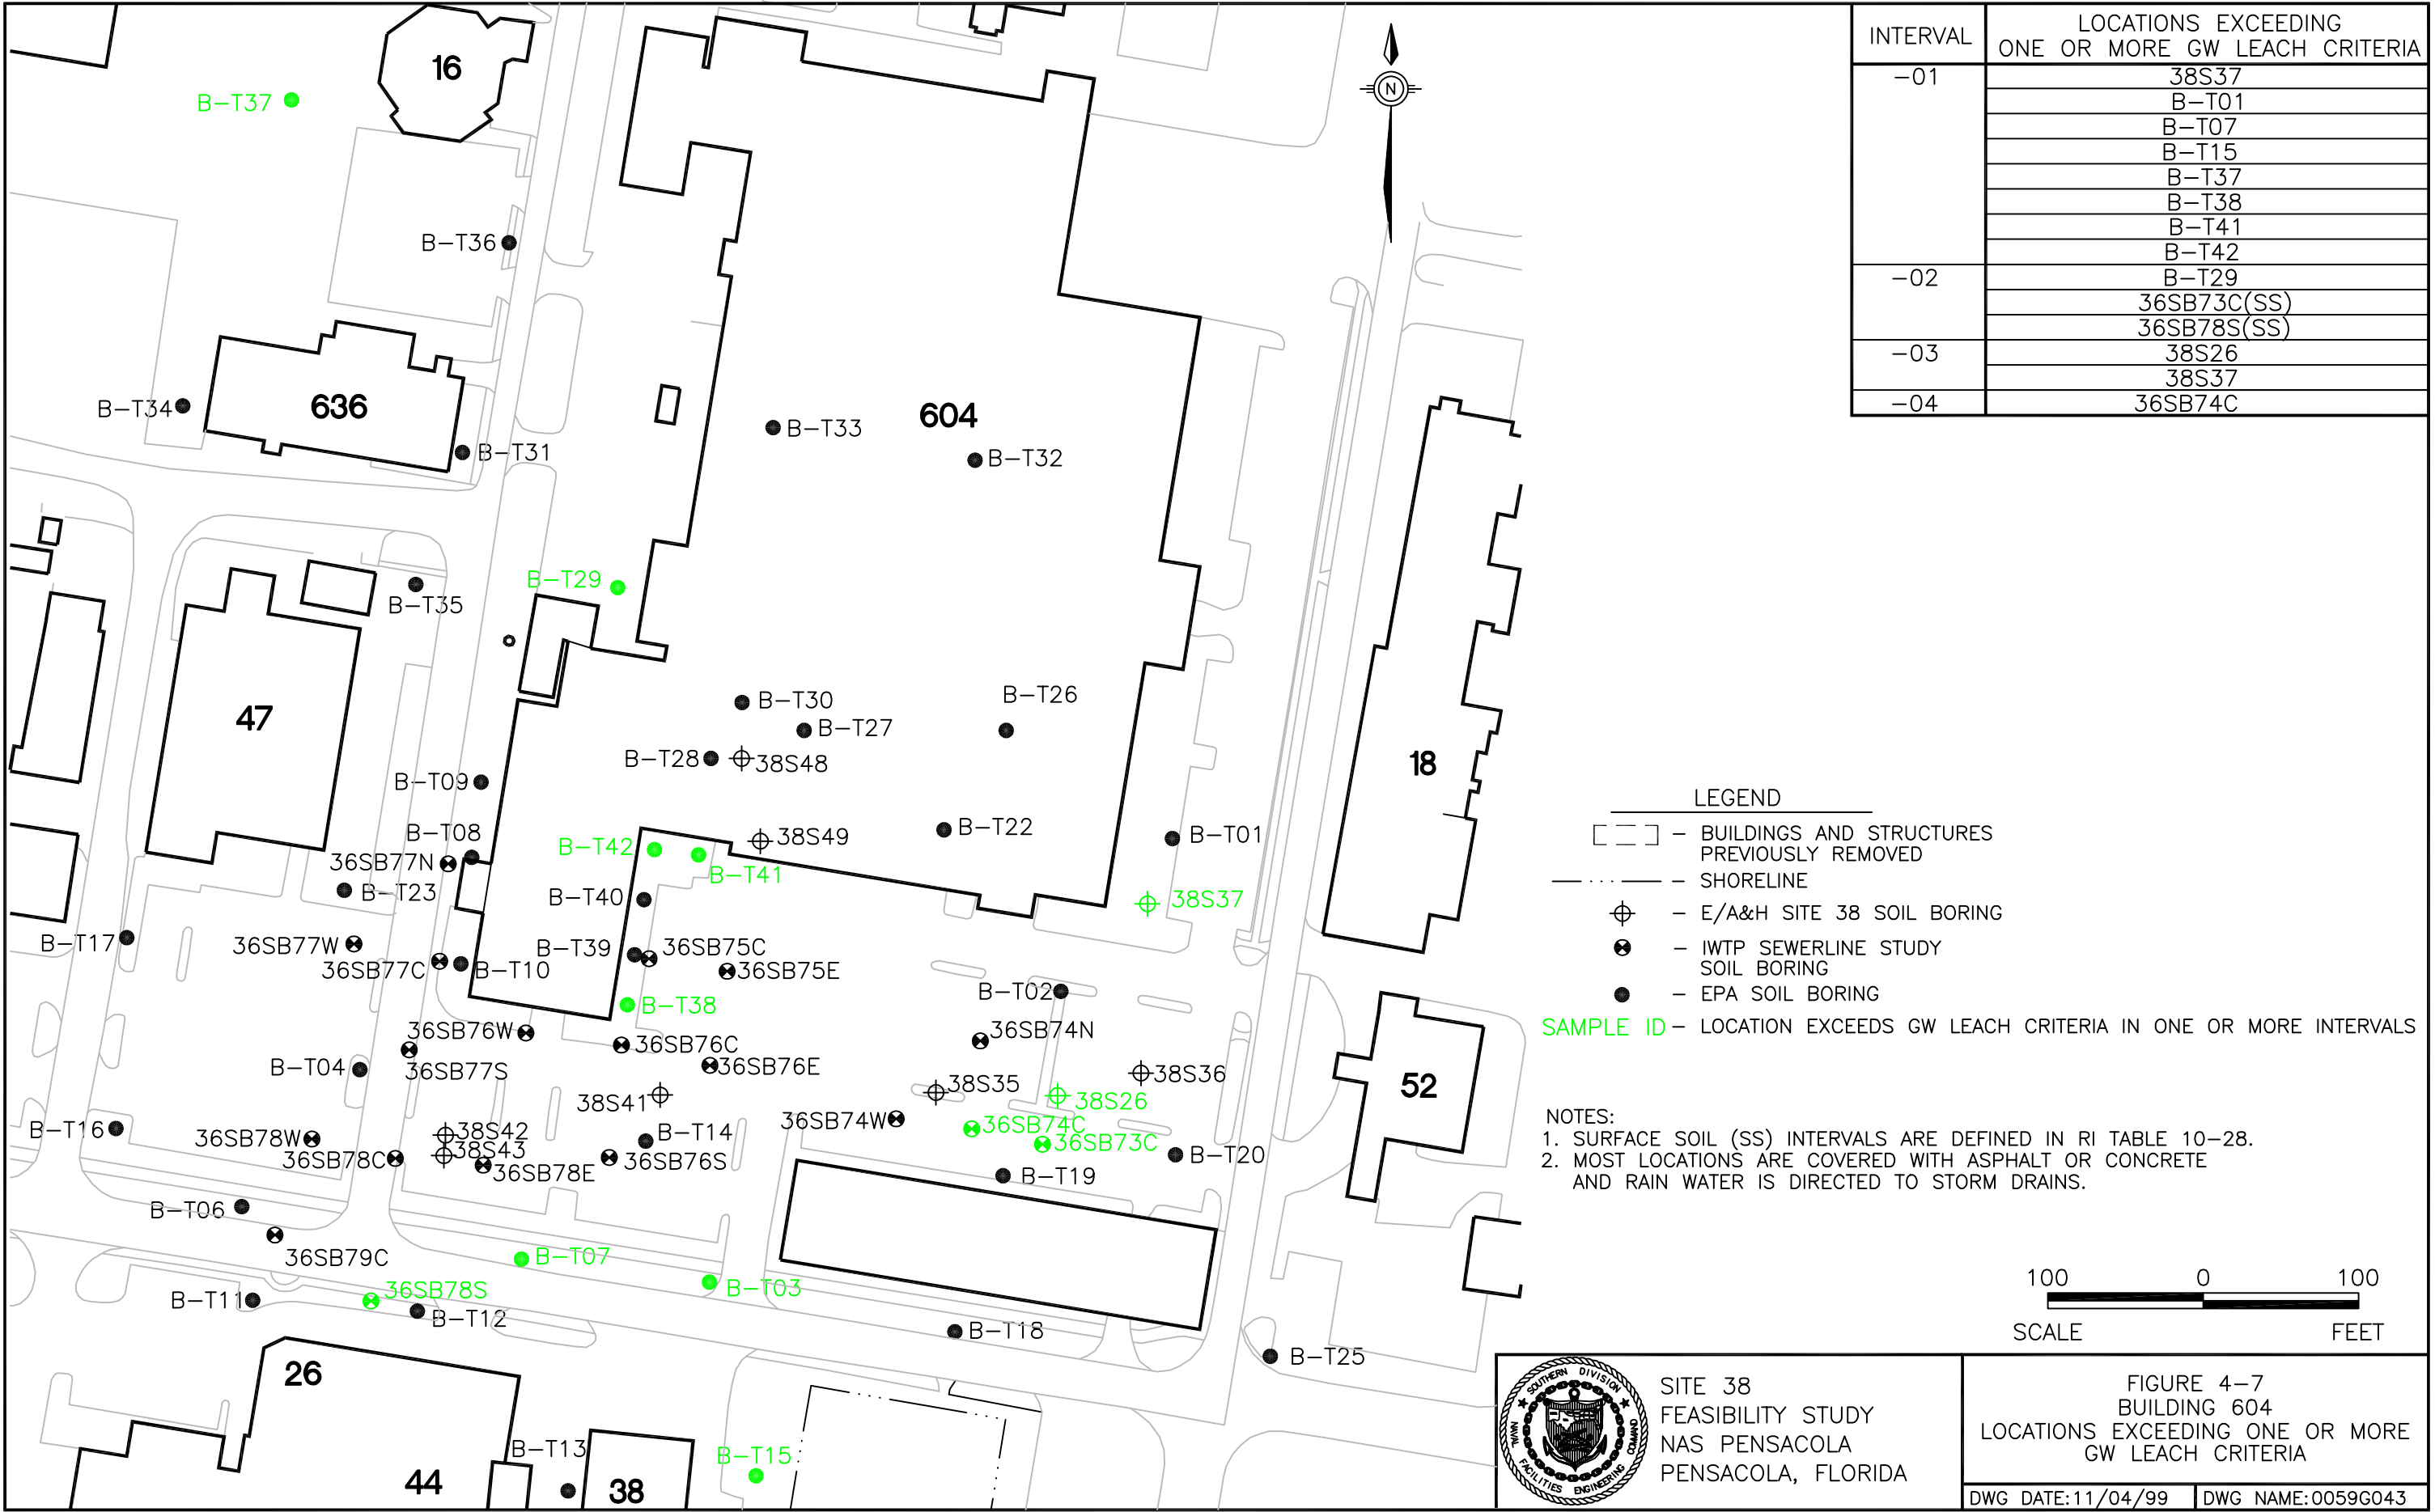 INTERVAL
LOCATIONS EXCEEDING
ONE OR MORE GW LEACH CRITERIA
-01
38S37
B-T01
B-T07
B-T15
B-T37
B-T38
B-T41
B-T42
-02
B-T29
36SB73C(SS)
36SB78S(SS)
-03
38S26
38S37
-04
36SB74C
16
B-T37
N
B-T36
636
B-T34
B-T31
604
B-T33
B-T32
B-T29
B-T35
47
B-T30
B-T27
B-T26
B-T28
38S48
18
B-T09
B-T08
36SB77N
B-T23
B-T42
B-T41
38S49
B-T22
B-T01
B-T40
38S37
B-T17
36SB77W
36SB77C
B-T10
B-T39
36SB75C
36SB75E
B-T38
B-T02
36SB76W
36SB76C
36SB74N
B-T04
36SB77S
36SB76E
38S36
52
38S41
38S35
38S26
36SB74W
36SB74C
36SB73C
B-T16
36SB78W
38S42
38S43
B-T14
36SB78C
36SB78E
36SB76S
B-T20
B-T19
B-T06
36SB79C
B-T07
B-T03
B-T11
36SB78S
B-T12
B-T18
B-T25
26
44
B-T13
38
B-T15
LEGEND
- BUILDINGS AND STRUCTURES
PREVIOUSLY REMOVED
- SHORELINE
- E/A&H SITE 38 SOIL BORING
- IWTP SEWERLINE STUDY
SOIL BORING
- EPA SOIL BORING
SAMPLE ID - LOCATION EXCEEDS GW LEACH CRITERIA IN ONE OR MORE INTERVALS
NOTES:
1. SURFACE SOIL (SS) INTERVALS ARE DEFINED IN RI TABLE 10-28.
2. MOST LOCATIONS ARE COVERED WITH ASPHALT OR CONCRETE
AND RAIN WATER IS DIRECTED TO STORM DRAINS.
100 0 100
SCALE FEET
SOUTHERN DIVISION
NAVAL FACILITIES ENGINEERING COMMAND
SITE 38
FEASIBILITY STUDY
NAS PENSACOLA
PENSACOLA, FLORIDA
FIGURE 4-7
BUILDING 604
LOCATIONS EXCEEDING ONE OR MORE
GW LEACH CRITERIA
DWG DATE:11/04/99
DWG NAME:0059G043